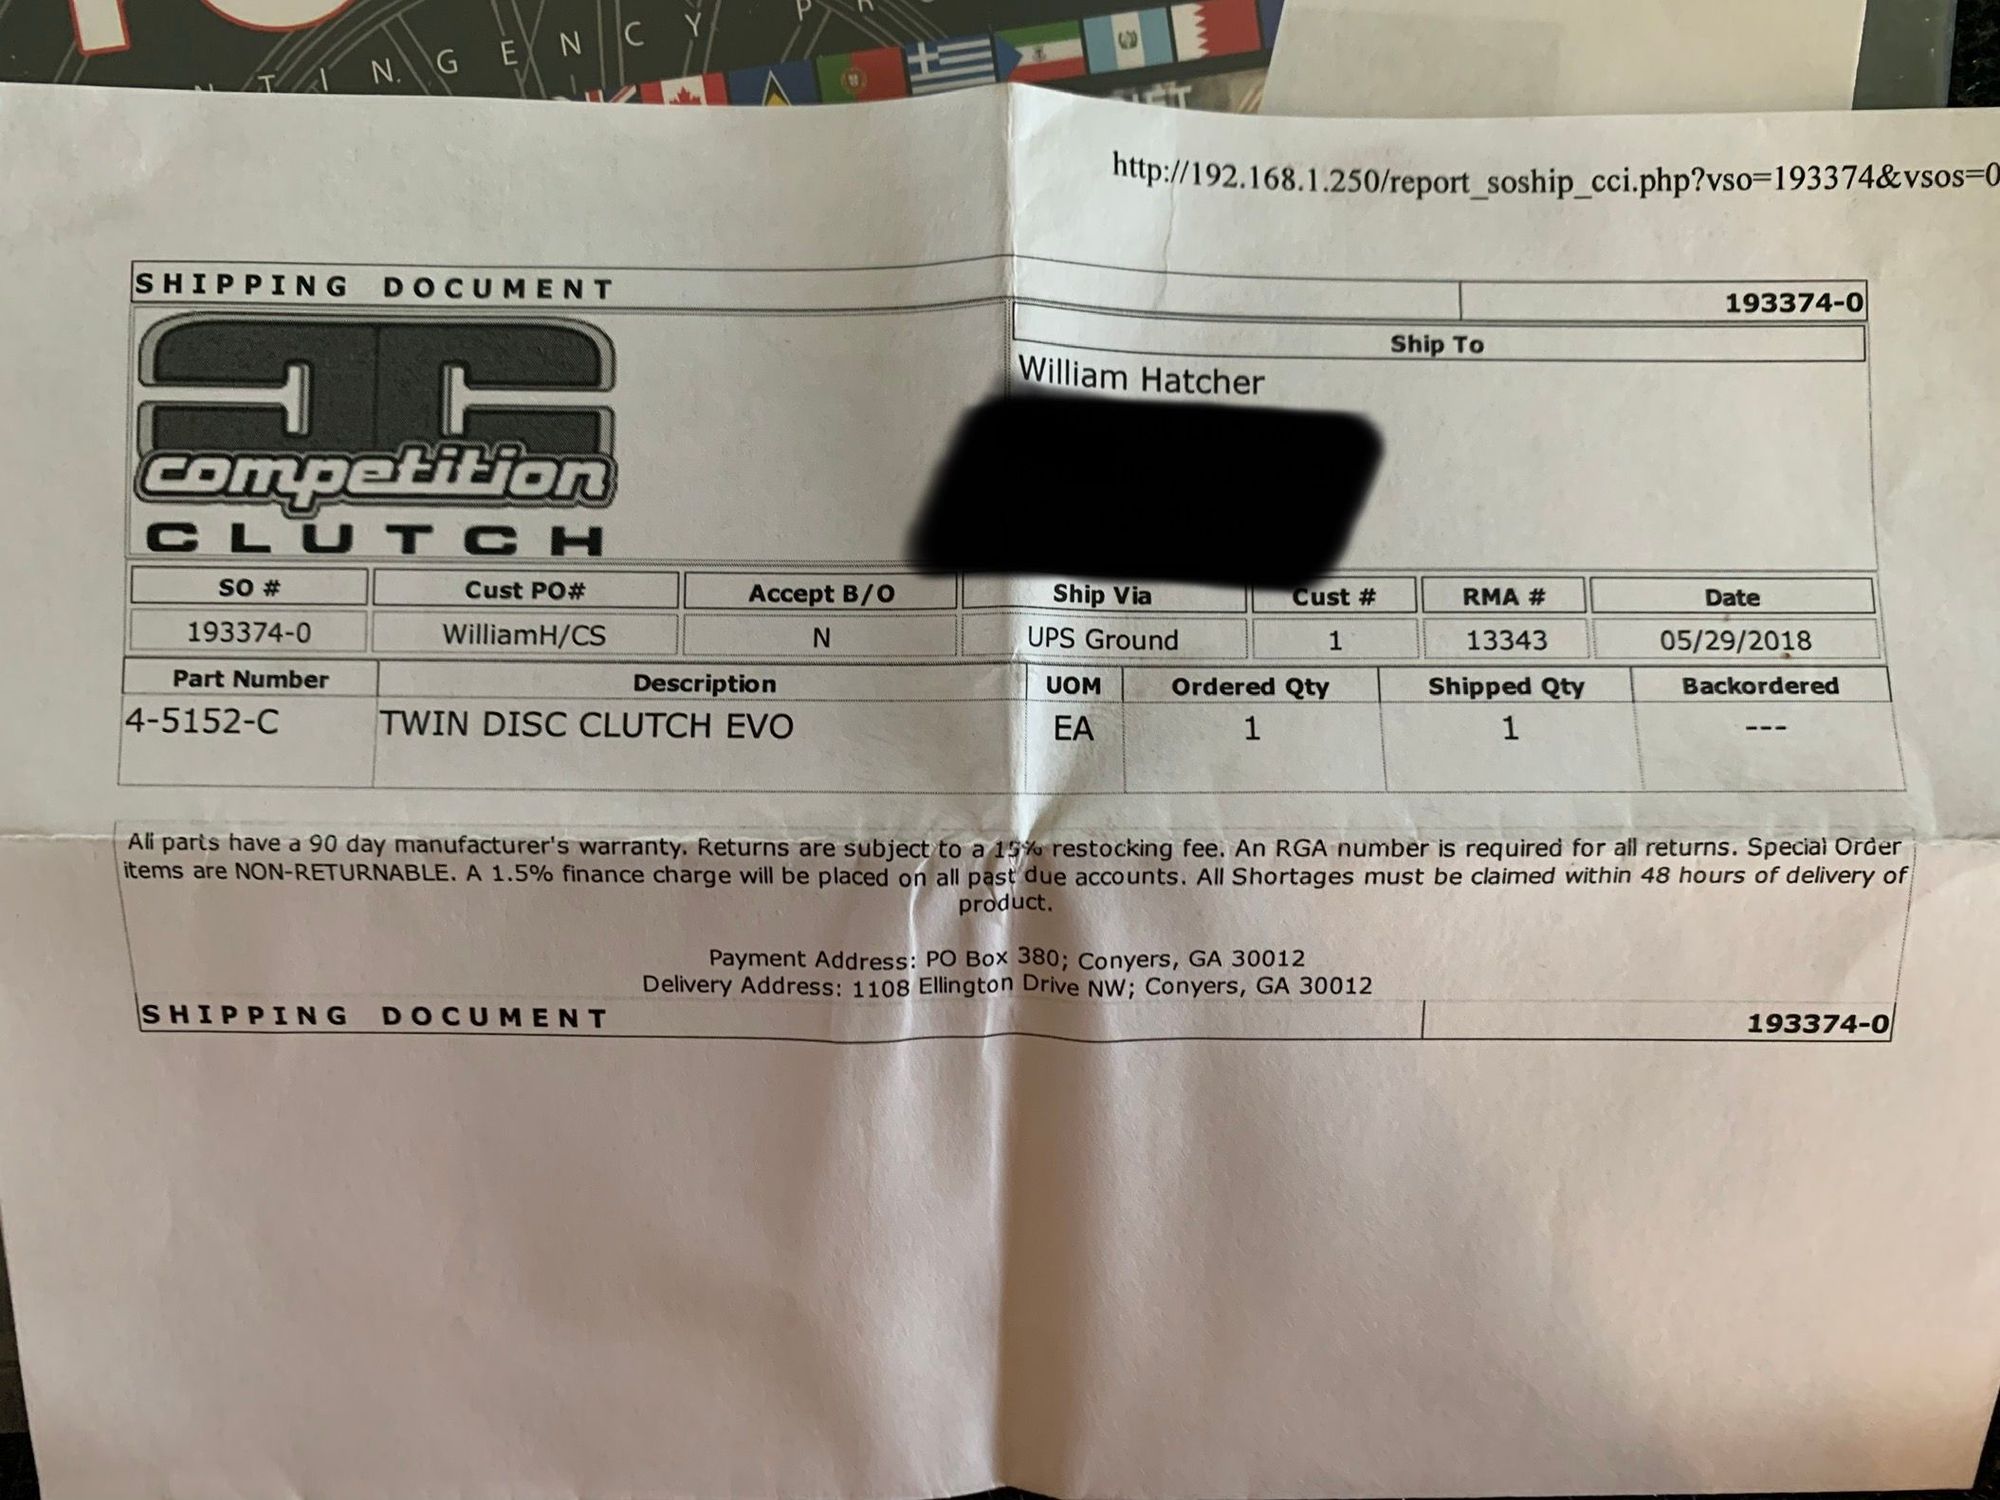 TINGENCY
http://192.168.1.250/report_soship_cci.php?vso=193374&vsos=0
SHIPPING DOCUMENT 193374-0
Ship To
William Hatcher
competition
CLUTCH
SO # Cust PO# Accept B/O Ship Via Cust # RMA # Date
193374-0 WilliamH/CS N UPS Ground 1 13343 05/29/2018
Part Number Description UOM Ordered Qty Shipped Qty Backordered
4-5152-C TWIN DISC CLUTCH EVO EA 1 1 ---
All parts have a 90 day manufacturer's warranty. Returns are subject to a 15% restocking fee. An RGA number is required for all returns. Special Order
items are NON-RETURNABLE. A 1.5% finance charge will be placed on all past due accounts. All Shortages must be claimed within 48 hours of delivery of
product.
Payment Address: PO Box 380; Conyers, GA 30012
Delivery Address: 1108 Ellington Drive NW; Conyers, GA 30012
SHIPPING DOCUMENT 193374-0